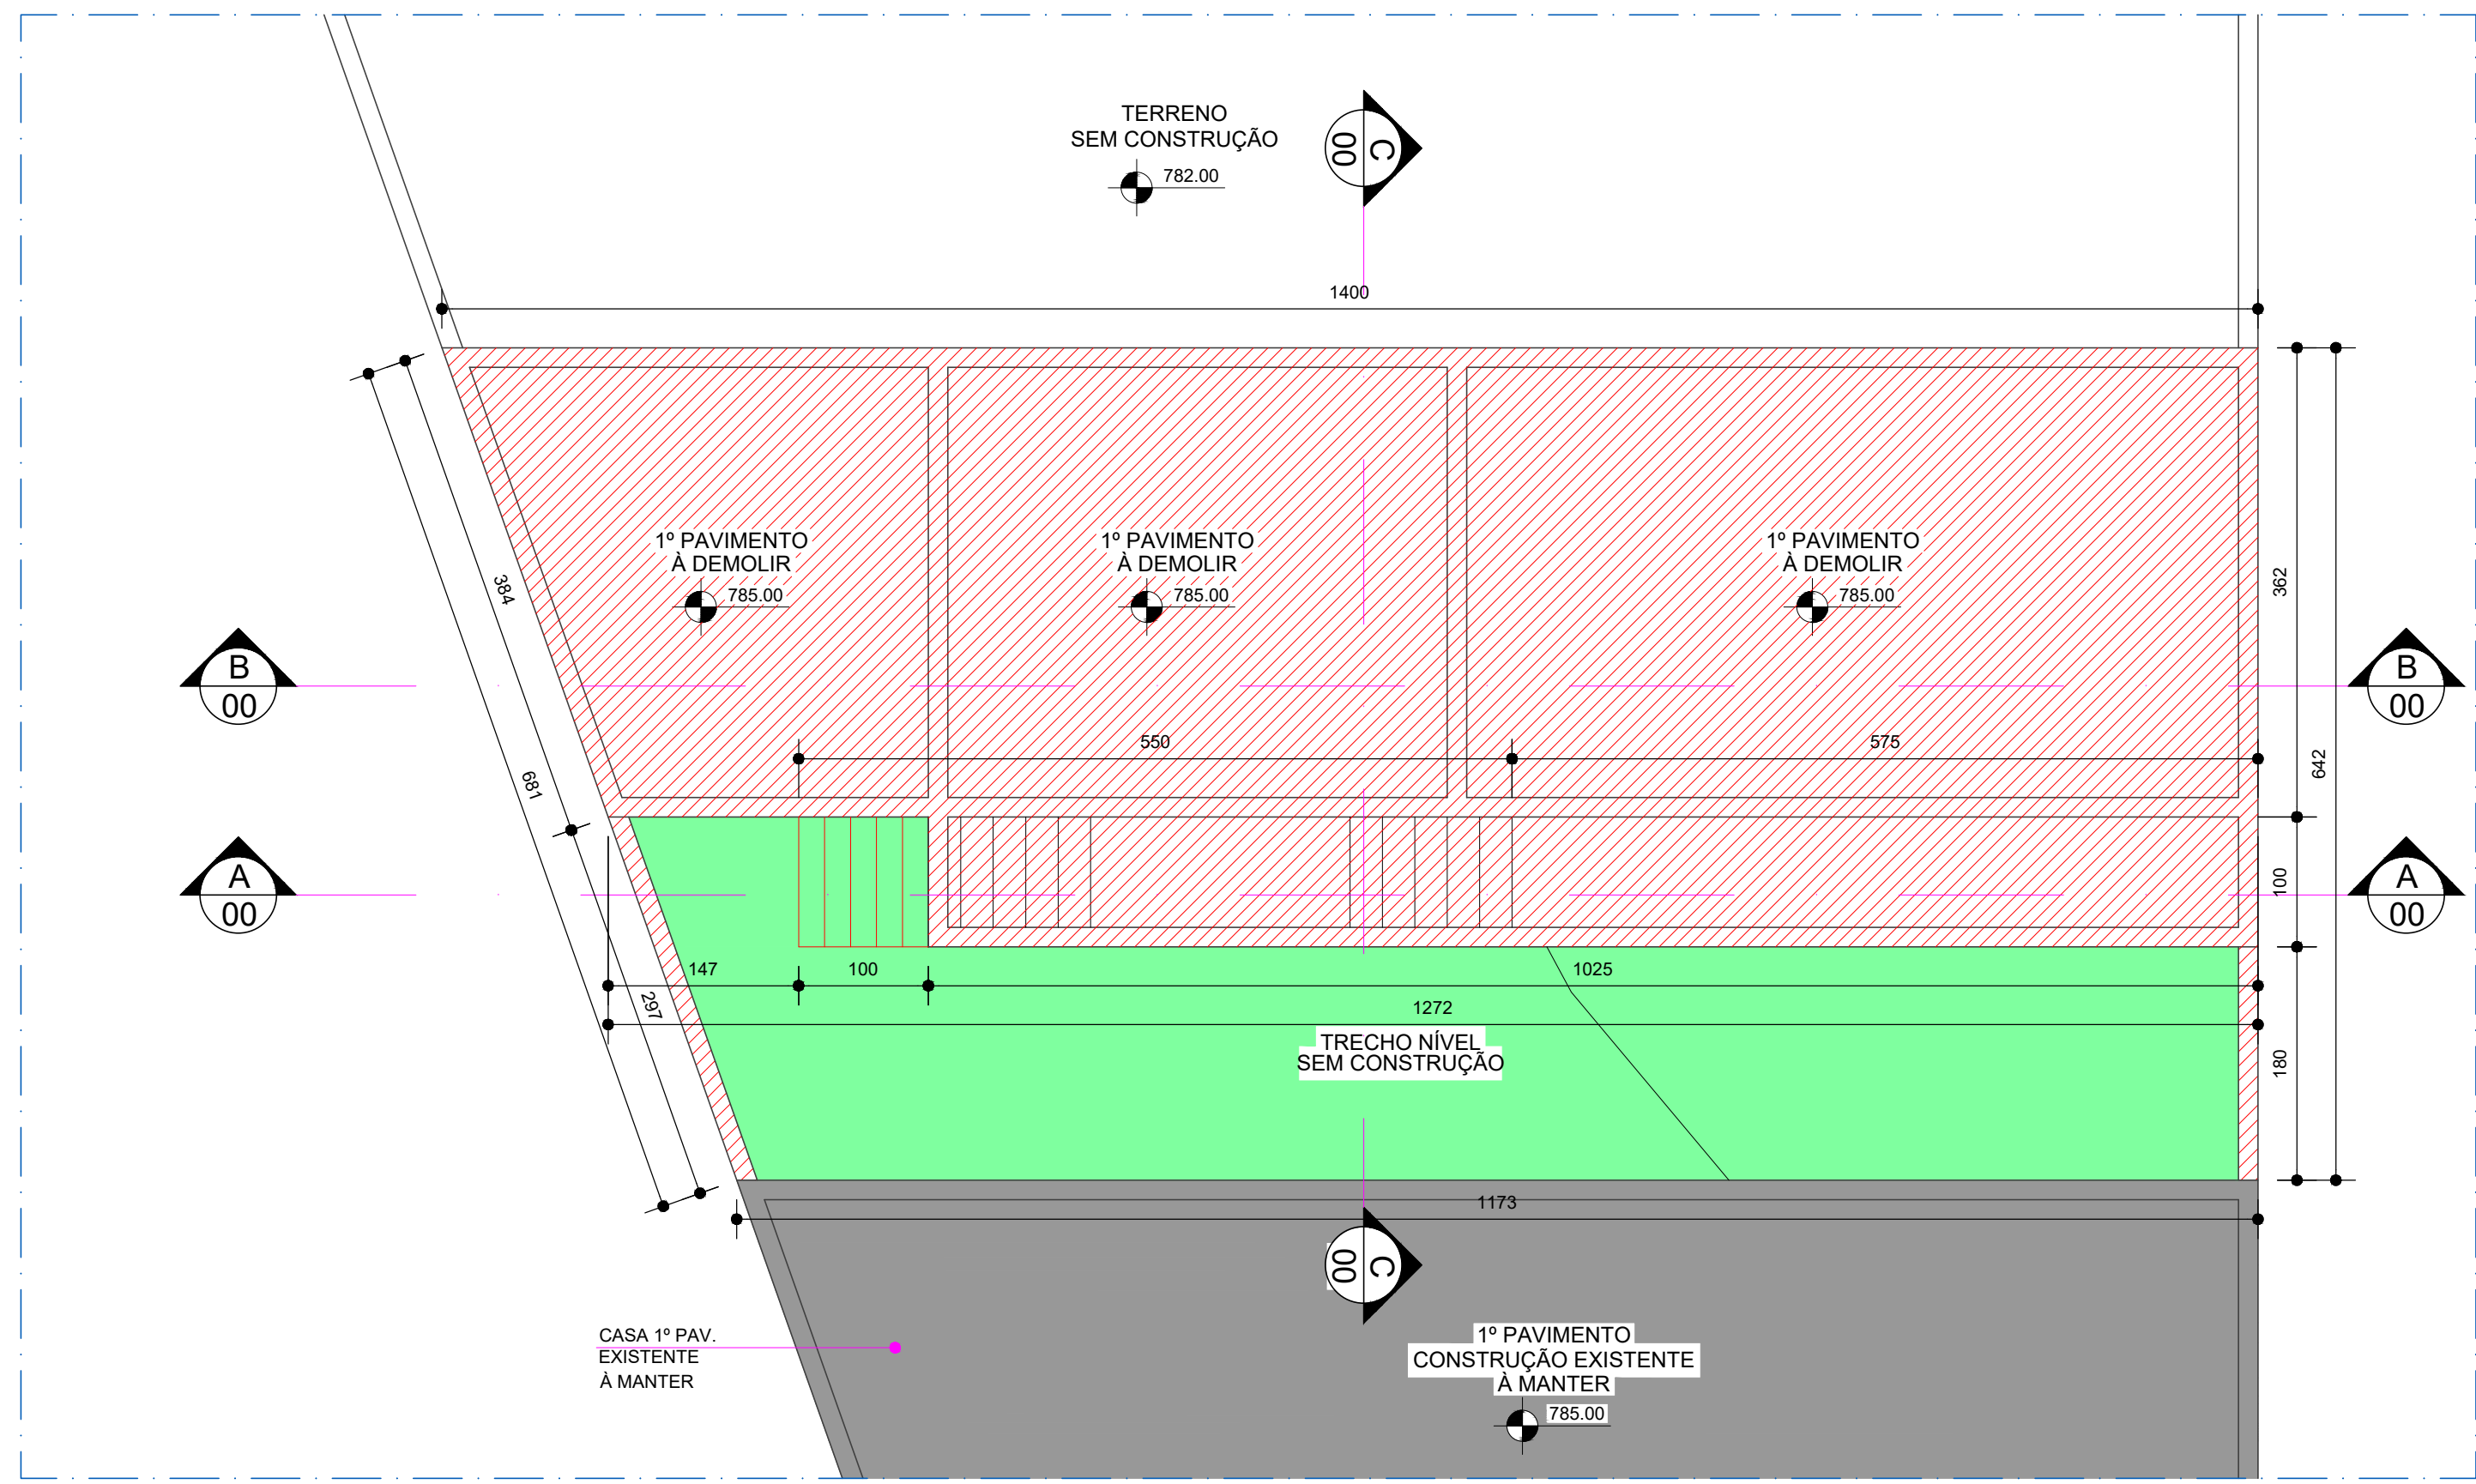 TERRENO
SEM CONSTRUÇÃO
782.00
C
00
1400
1º PAVIMENTO
À DEMOLIR
785.00
1º PAVIMENTO
À DEMOLIR
785.00
1º PAVIMENTO
À DEMOLIR
785.00
384
362
B
00
B
00
550
575
642
681
A
00
A
00
100
147
100
1025
297
1272
TRECHO NÍVEL
SEM CONSTRUÇÃO
180
1173
C
00
CASA 1º PAV.
EXISTENTE
À MANTER
1º PAVIMENTO
CONSTRUÇÃO EXISTENTE
À MANTER
785.00